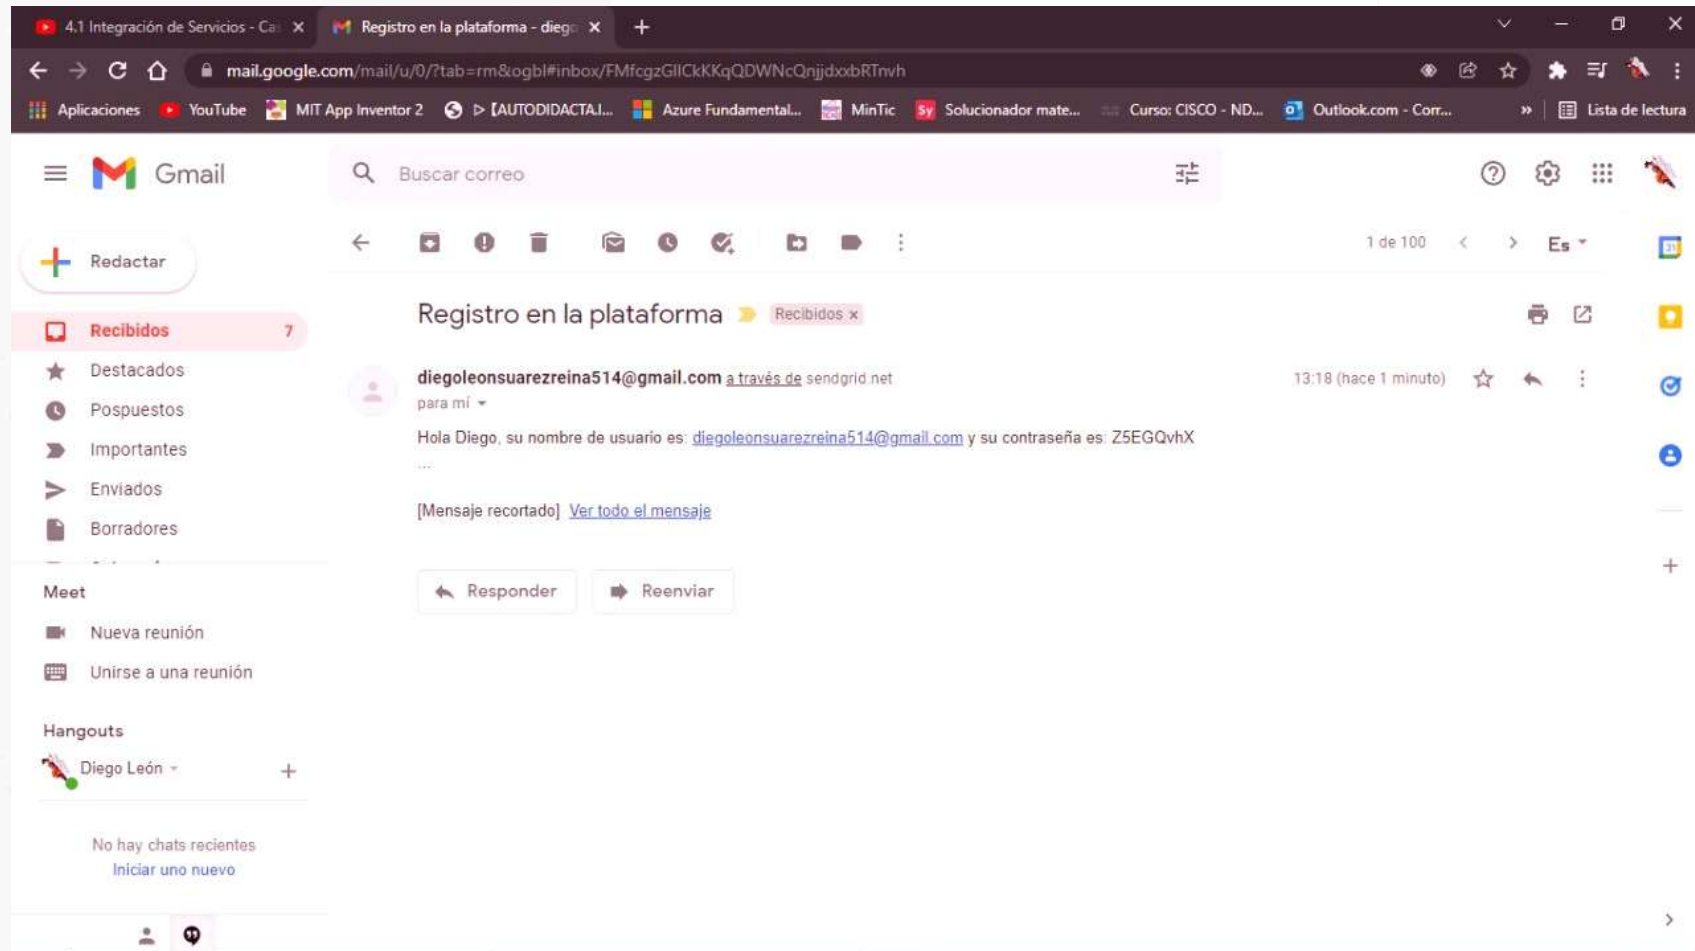 4.1 Integración de Servicios - Ca
Registro en la plataforma - diego
mail.google.com/mail/u/0/?tab=rm&ogbl#inbox/FMfcgzGllCkKKqQDWNcQnjjdxxbRTnvh
Aplicaciones YouTube MIT App Inventor 2 ▷【AUTODIDACTA.I... Azure Fundamental... MinTic Sy Solucionador mate... Curso: CISCO - ND... Outlook.com - Corr... » Lista de lectura
Gmail
Buscar correo
Redactar
1 de 100
Es
31
Recibidos 7
Destacados
Pospuestos
Importantes
Enviados
Borradores
Registro en la plataforma Recibidos x
diegoleonsuarezreina514@gmail.com a través de sendgrid.net
13:18 (hace 1 minuto)
para mí
Hola Diego, su nombre de usuario es: diegoleonsuarezreina514@gmail.com y su contraseña es: Z5EGQvhX
...
[Mensaje recortado] Ver todo el mensaje
Responder
Reenviar
Meet
Nueva reunión
Unirse a una reunión
Hangouts
Diego León
No hay chats recientes
Iniciar uno nuevo